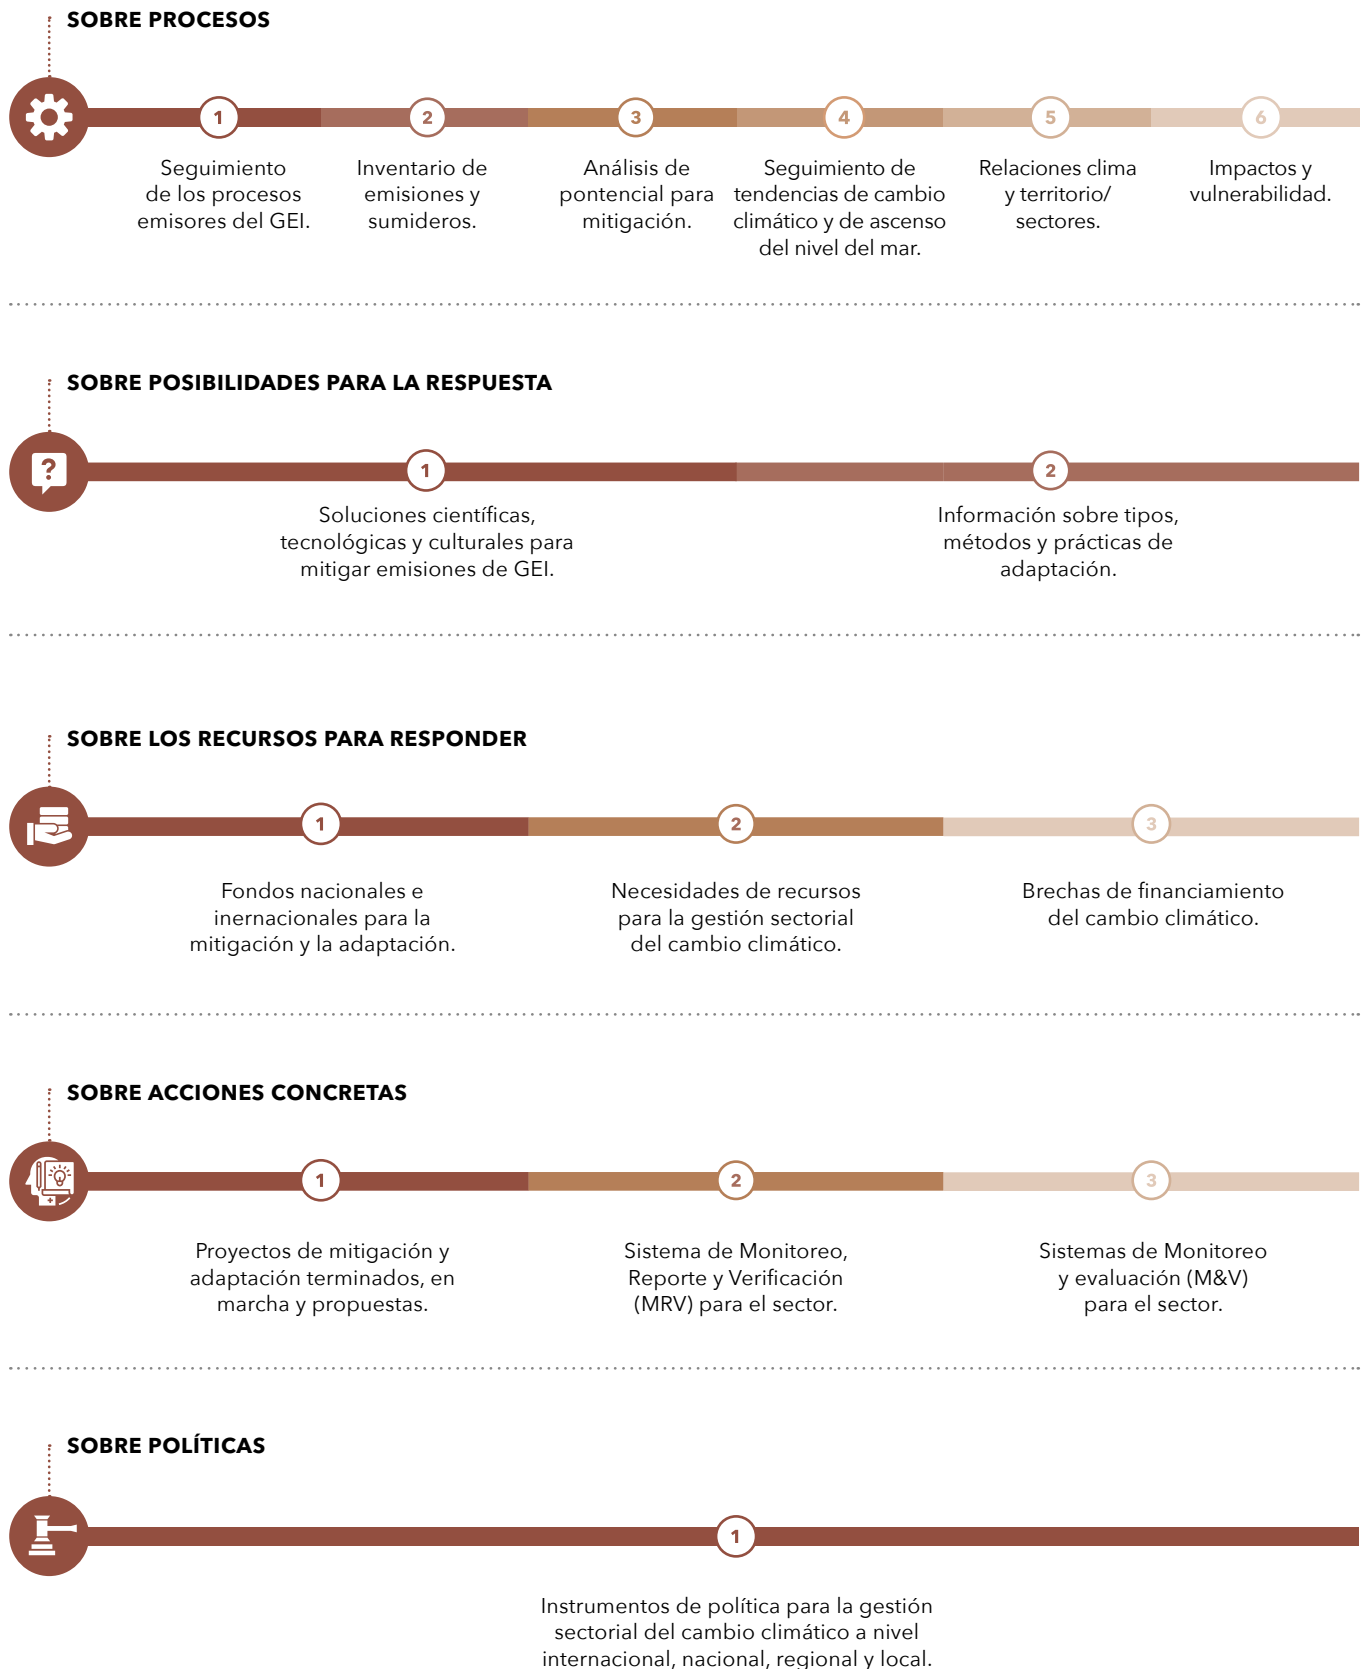 SOBRE PROCESOS
1
2
3
4
5
6
Seguimiento
de los procesos
emisores del GEI.
Inventario de
emisiones y
sumideros.
Análisis de
pontencial para
mitigación.
Seguimiento de
tendencias de cambio
climático y de ascenso
del nivel del mar.
Relaciones clima
y territorio/
sectores.
Impactos y
vulnerabilidad.
SOBRE POSIBILIDADES PARA LA RESPUESTA
?
1
2
Soluciones científicas,
tecnológicas y culturales para
mitigar emisiones de GEI.
Información sobre tipos,
métodos y prácticas de
adaptación.
SOBRE LOS RECURSOS PARA RESPONDER
1
2
3
Fondos nacionales e
inernacionales para la
mitigación y la adaptación.
Necesidades de recursos
para la gestión sectorial
del cambio climático.
Brechas de financiamiento
del cambio climático.
SOBRE ACCIONES CONCRETAS
1
2
3
Proyectos de mitigación y
adaptación terminados, en
marcha y propuestas.
Sistema de Monitoreo,
Reporte y Verificación
(MRV) para el sector.
Sistemas de Monitoreo
y evaluación (M&V)
para el sector.
SOBRE POLÍTICAS
1
Instrumentos de política para la gestión
sectorial del cambio climático a nivel
internacional, nacional, regional y local.